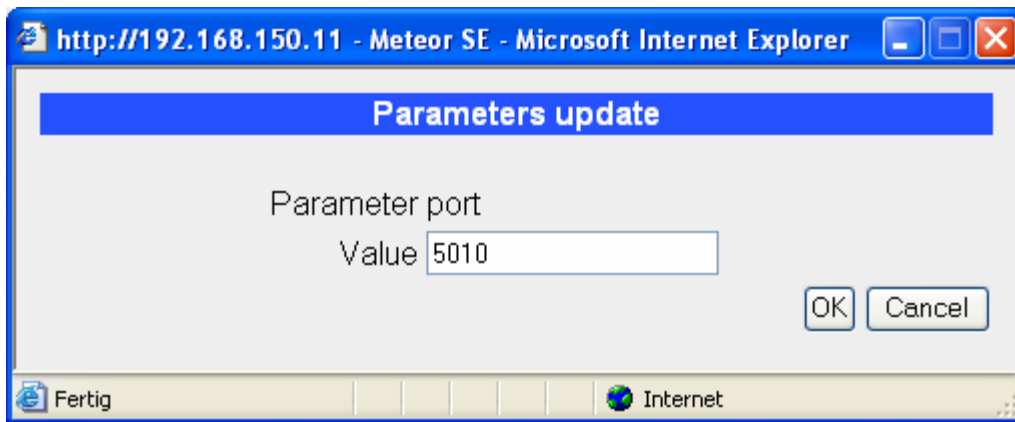 http://192.168.150.11 - Meteor SE - Microsoft Internet Explorer
Parameters update
Parameter port
Value 5010
OK Cancel
Fertig Internet